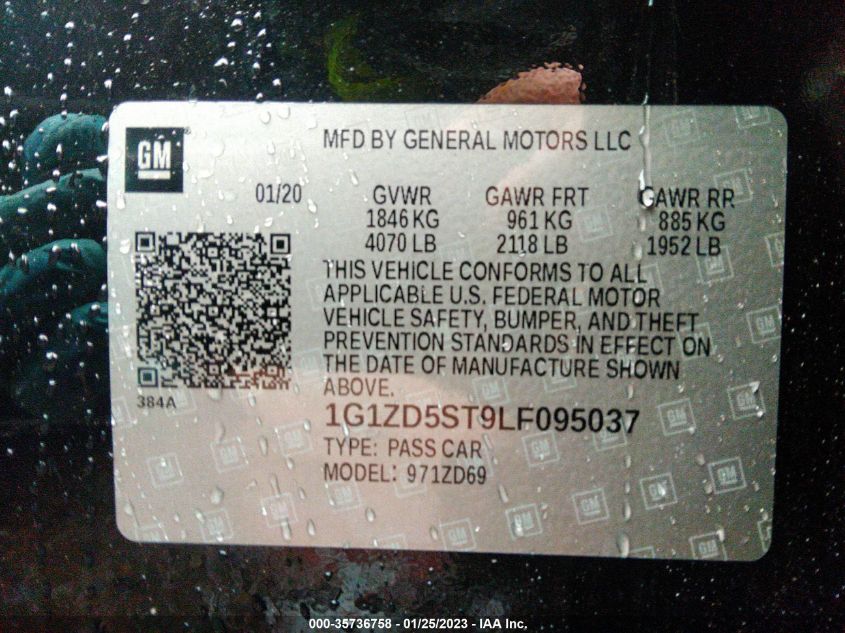 GM
MFD BY GENERAL MOTORS LLC
01/20
GVWR GAWR FRT GAWR RR
1846 KG 961 KG 885 KG
4070 LB 2118 LB 1952 LB
THIS VEHICLE CONFORMS TO ALL
APPLICABLE U.S. FEDERAL MOTOR
VEHICLE SAFETY, BUMPER, AND THEFT
PREVENTION STANDARDS IN EFFECT ON
THE DATE OF MANUFACTURE SHOWN
ABOVE.
384A
1G1ZD5ST9LF095037
TYPE: PASS CAR
MODEL: 971ZD69
000-35736758 - 01/25/2023 - IAA Inc.